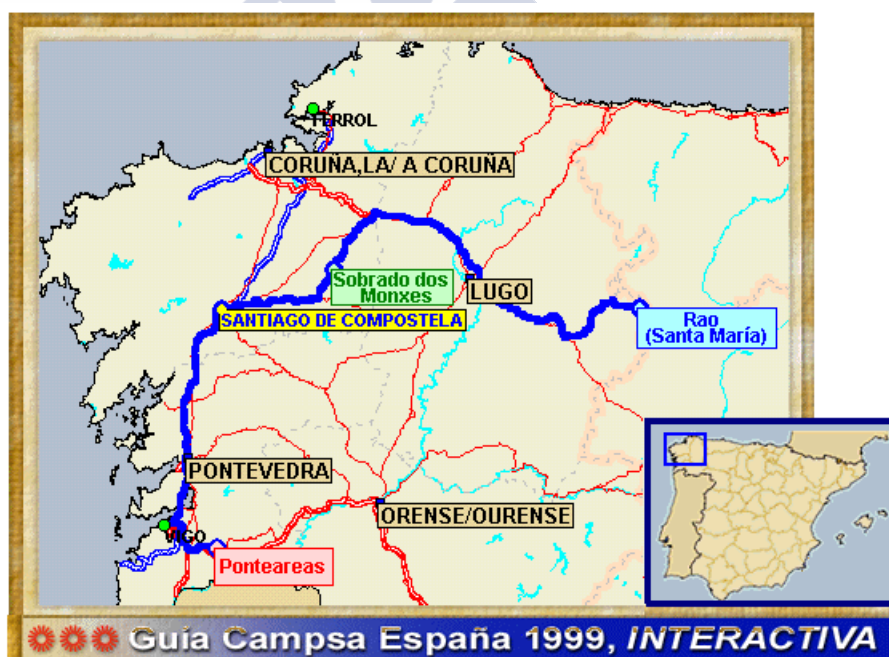 FERROL
CORUÑA,LA/ A CORUÑA
Sobrado dos
Monxes
LUGO
SANTIAGO DE COMPOSTELA
Rao
(Santa María)
PONTEVEDRA
ORENSE/OURENSE
VIGO
Ponteareas
Guía Campsa España 1999, INTERACTIVA